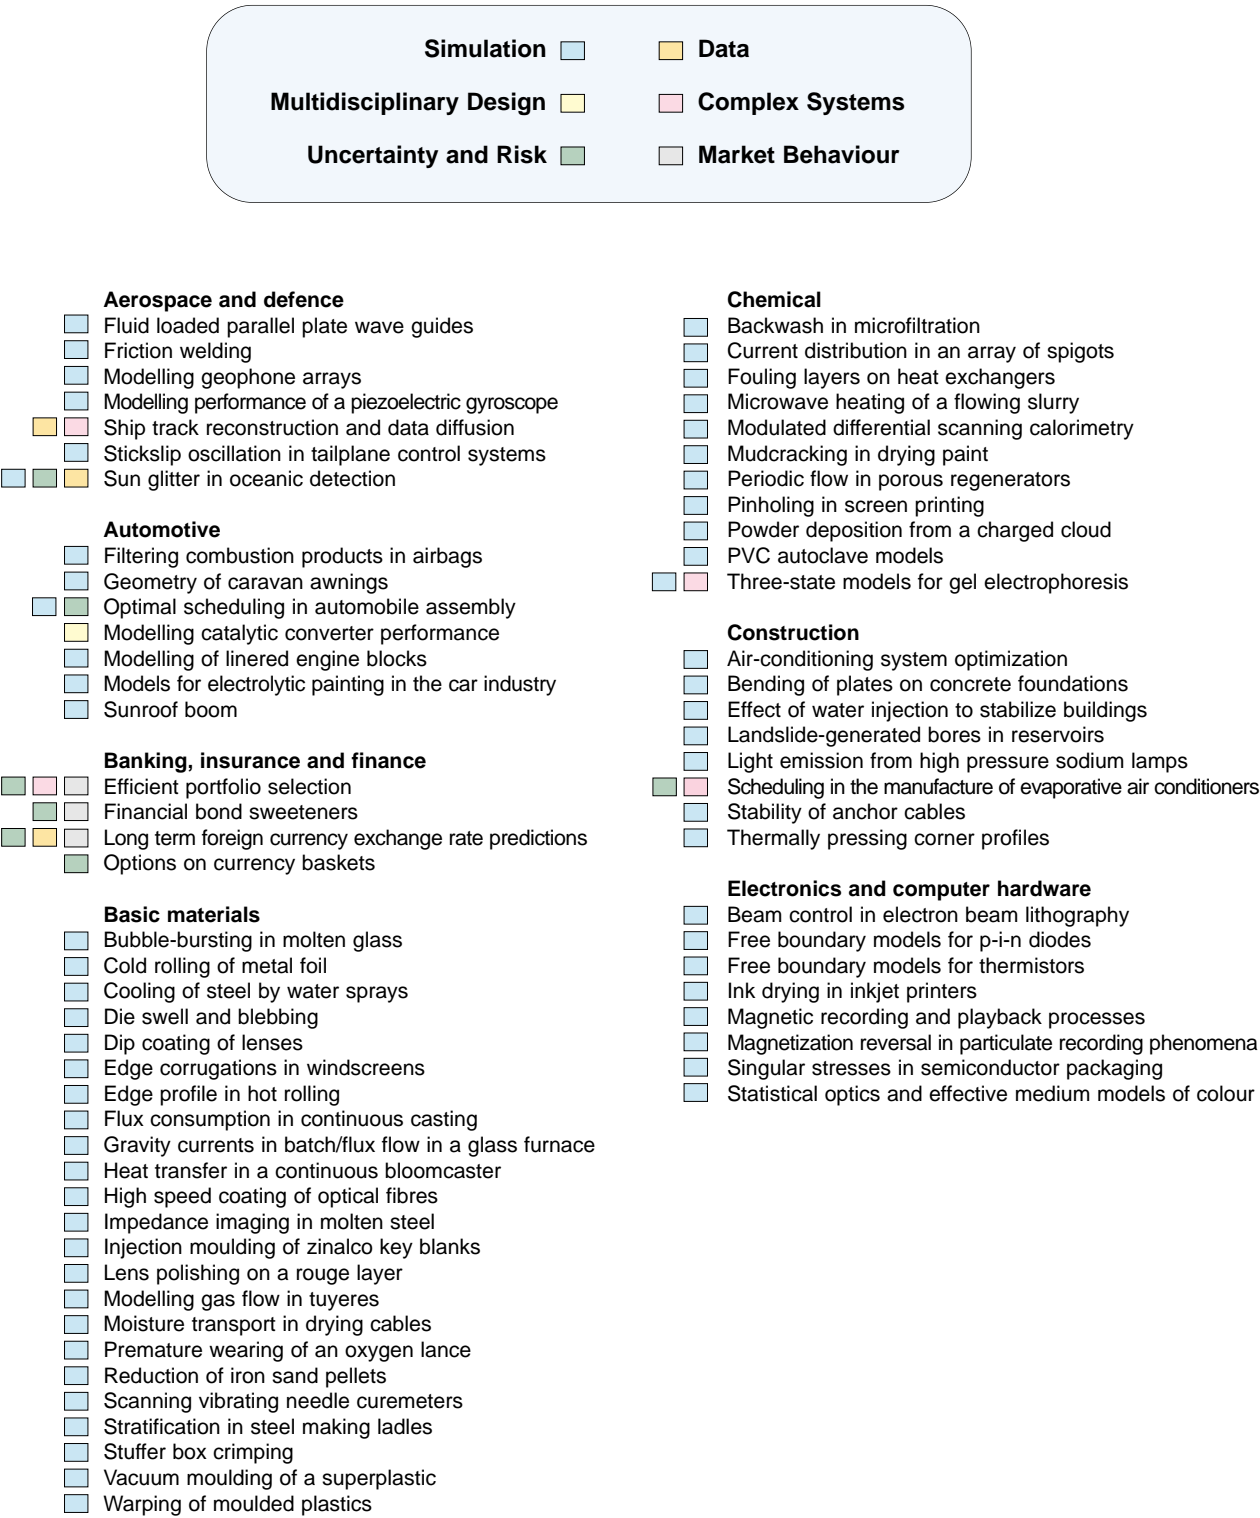 Simulation
Data
Multidisciplinary Design
Complex Systems
Uncertainty and Risk
Market Behaviour
Aerospace and defence
Fluid loaded parallel plate wave guides
Friction welding
Modelling geophone arrays
Modelling performance of a piezoelectric gyroscope
Ship track reconstruction and data diffusion
Stickslip oscillation in tailplane control systems
Sun glitter in oceanic detection
Automotive
Filtering combustion products in airbags
Geometry of caravan awnings
Optimal scheduling in automobile assembly
Modelling catalytic converter performance
Modelling of linered engine blocks
Models for electrolytic painting in the car industry
Sunroof boom
Banking, insurance and finance
Efficient portfolio selection
Financial bond sweeteners
Long term foreign currency exchange rate predictions
Options on currency baskets
Basic materials
Bubble-bursting in molten glass
Cold rolling of metal foil
Cooling of steel by water sprays
Die swell and blebbing
Dip coating of lenses
Edge corrugations in windscreens
Edge profile in hot rolling
Flux consumption in continuous casting
Gravity currents in batch/flux flow in a glass furnace
Heat transfer in a continuous bloomcaster
High speed coating of optical fibres
Impedance imaging in molten steel
Injection moulding of zinalco key blanks
Lens polishing on a rouge layer
Modelling gas flow in tuyeres
Moisture transport in drying cables
Premature wearing of an oxygen lance
Reduction of iron sand pellets
Scanning vibrating needle curemeters
Stratification in steel making ladles
Stuffer box crimping
Vacuum moulding of a superplastic
Warping of moulded plastics
Chemical
Backwash in microfiltration
Current distribution in an array of spigots
Fouling layers on heat exchangers
Microwave heating of a flowing slurry
Modulated differential scanning calorimetry
Mudcracking in drying paint
Periodic flow in porous regenerators
Pinholing in screen printing
Powder deposition from a charged cloud
PVC autoclave models
Three-state models for gel electrophoresis
Construction
Air-conditioning system optimization
Bending of plates on concrete foundations
Effect of water injection to stabilize buildings
Landslide-generated bores in reservoirs
Light emission from high pressure sodium lamps
Scheduling in the manufacture of evaporative air conditioners
Stability of anchor cables
Thermally pressing corner profiles
Electronics and computer hardware
Beam control in electron beam lithography
Free boundary models for p-i-n diodes
Free boundary models for thermistors
Ink drying in inkjet printers
Magnetic recording and playback processes
Magnetization reversal in particulate recording phenomena
Singular stresses in semiconductor packaging
Statistical optics and effective medium models of colour